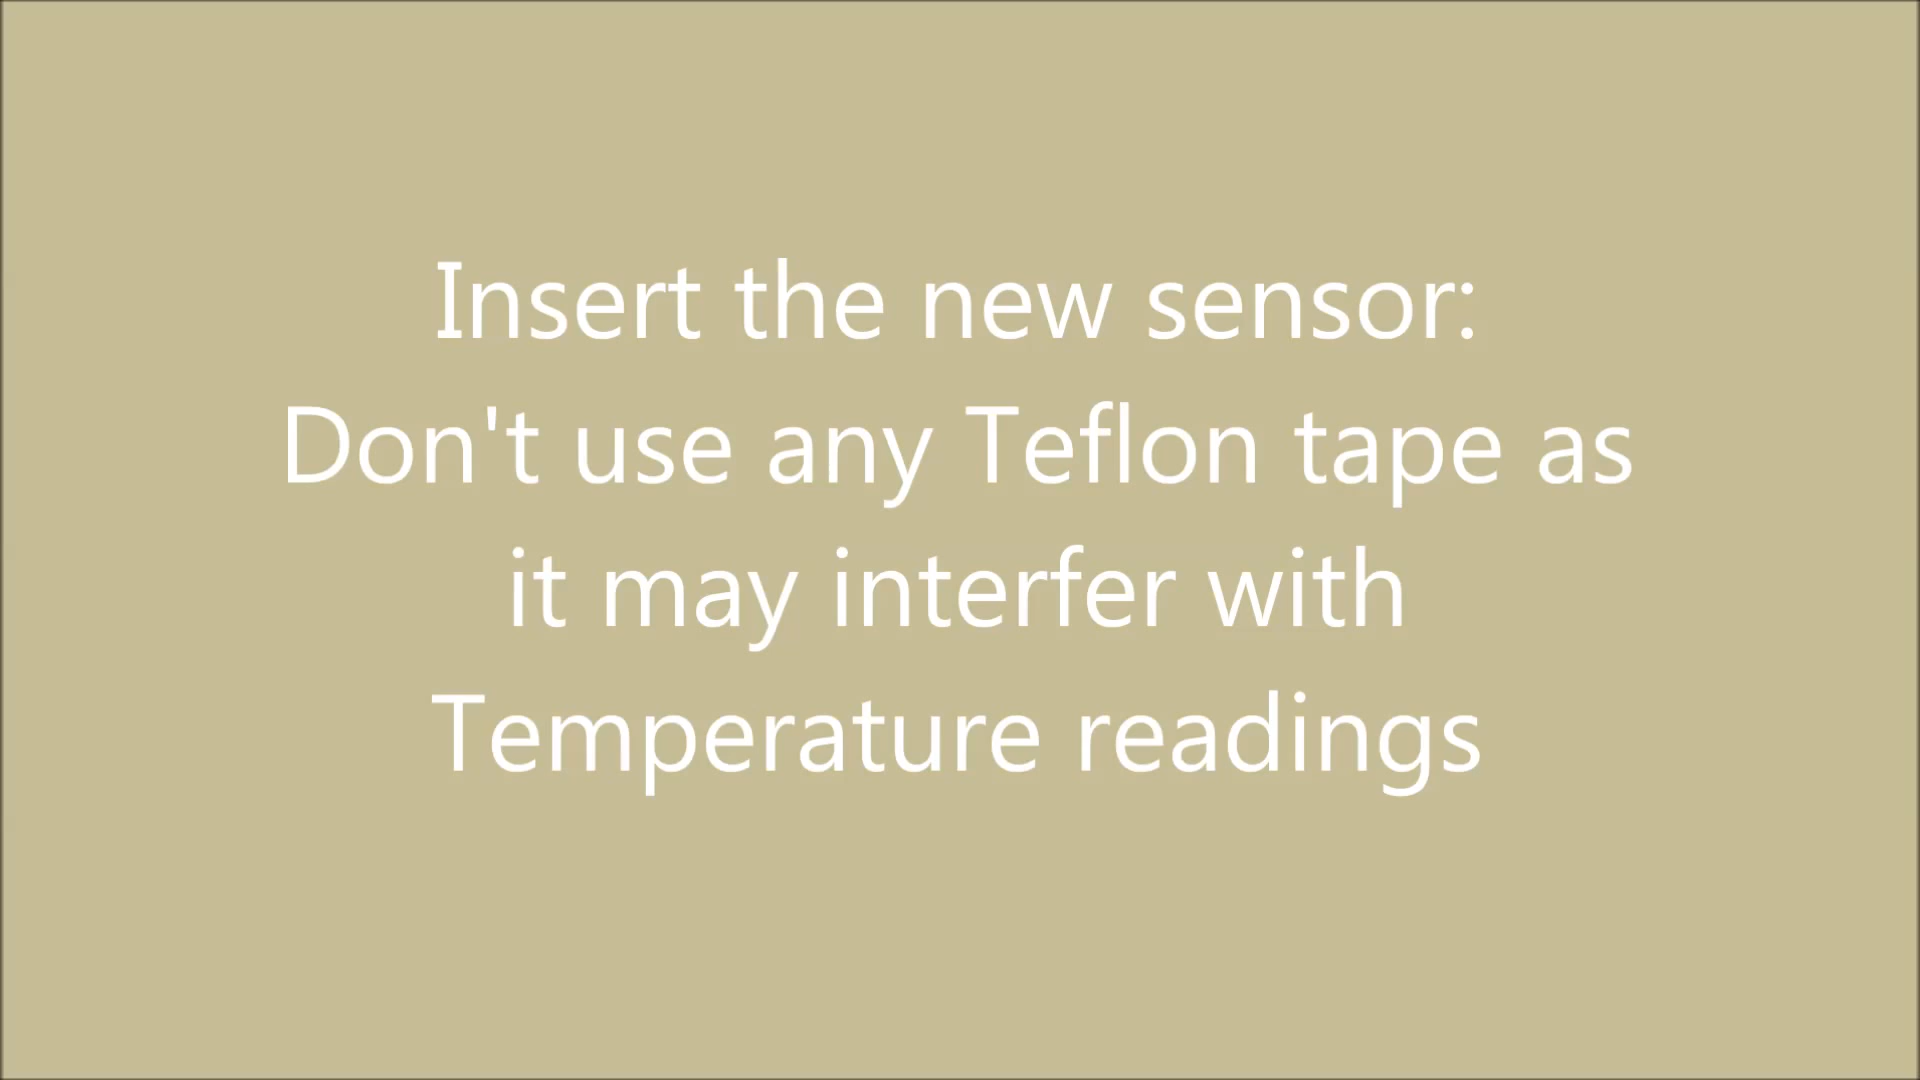 Insert the new sensor:
Don't use any Teflon tape as
it may interfer with
Temperature readings